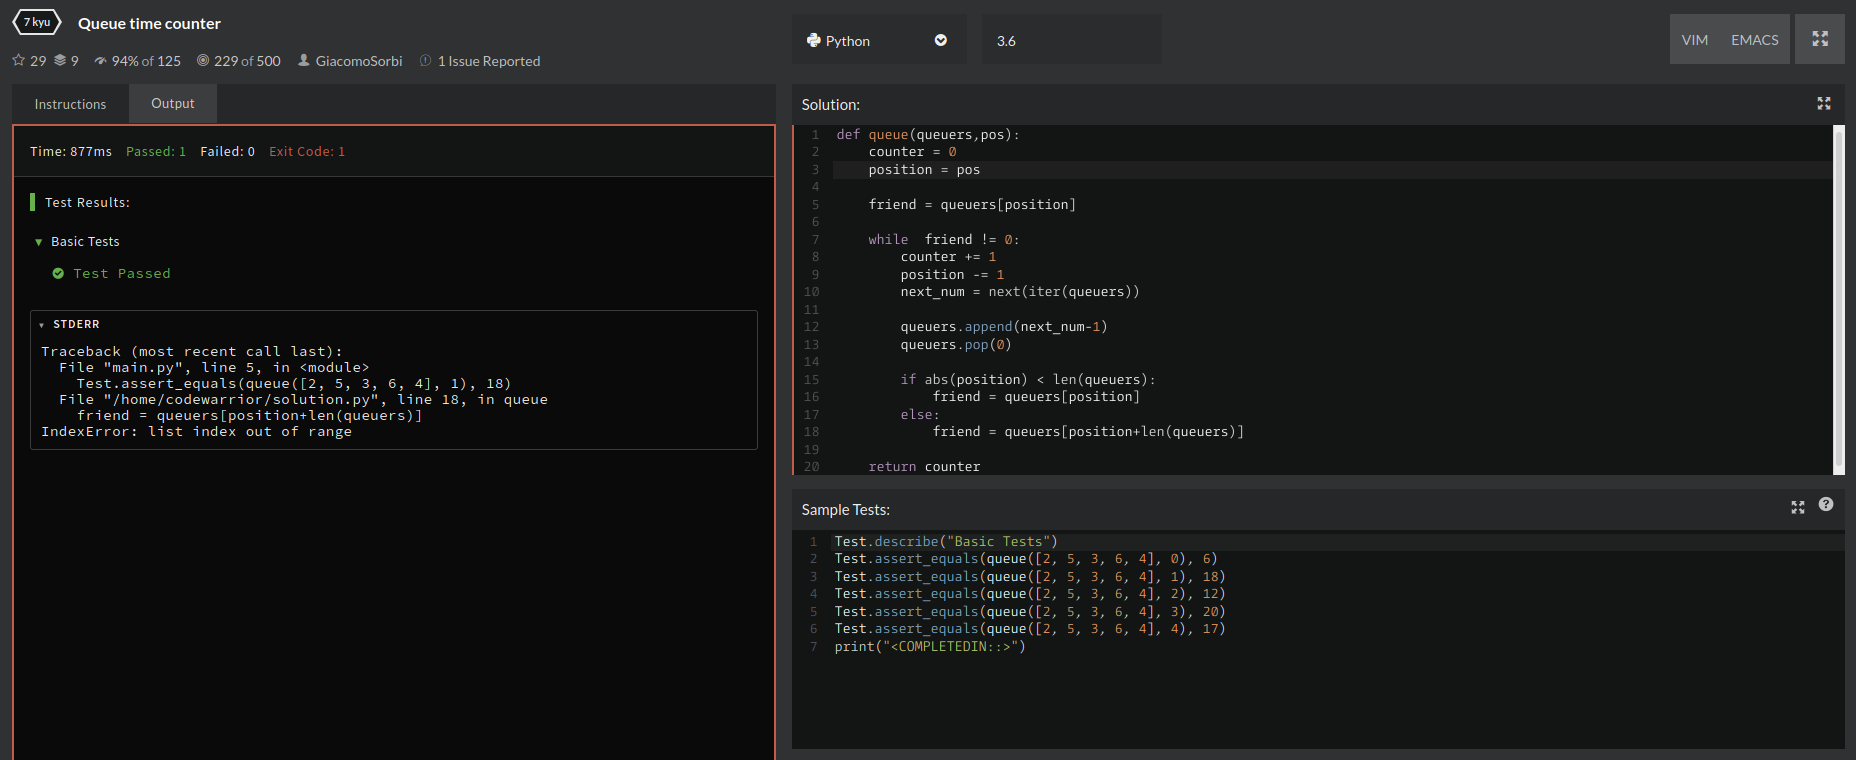 7 kyu Queue time counter
29 9 94% of 125 229 of 500 GiacomoSorbi 1 Issue Reported
Python 3.6 VIM EMACS
Instructions Output
Time: 877ms Passed: 1 Failed: 0 Exit Code: 1
Test Results:
Basic Tests
Test Passed
STDERR
Traceback (most recent call last):
  File "main.py", line 5, in <module>
    Test.assert_equals(queue([2, 5, 3, 6, 4], 1), 18)
  File "/home/codewarrior/solution.py", line 18, in queue
    friend = queuers[position+len(queuers)]
IndexError: list index out of range
Solution:
1 def queue(queuers,pos):
2     counter = 0
3     position = pos
4
5     friend = queuers[position]
6
7     while  friend != 0:
8         counter += 1
9         position -= 1
10         next_num = next(iter(queuers))
11
12         queuers.append(next_num-1)
13         queuers.pop(0)
14
15         if abs(position) < len(queuers):
16             friend = queuers[position]
17         else:
18             friend = queuers[position+len(queuers)]
19
20     return counter
Sample Tests:
1 Test.describe("Basic Tests")
2 Test.assert_equals(queue([2, 5, 3, 6, 4], 0), 6)
3 Test.assert_equals(queue([2, 5, 3, 6, 4], 1), 18)
4 Test.assert_equals(queue([2, 5, 3, 6, 4], 2), 12)
5 Test.assert_equals(queue([2, 5, 3, 6, 4], 3), 20)
6 Test.assert_equals(queue([2, 5, 3, 6, 4], 4), 17)
7 print("<COMPLETEDIN::>")